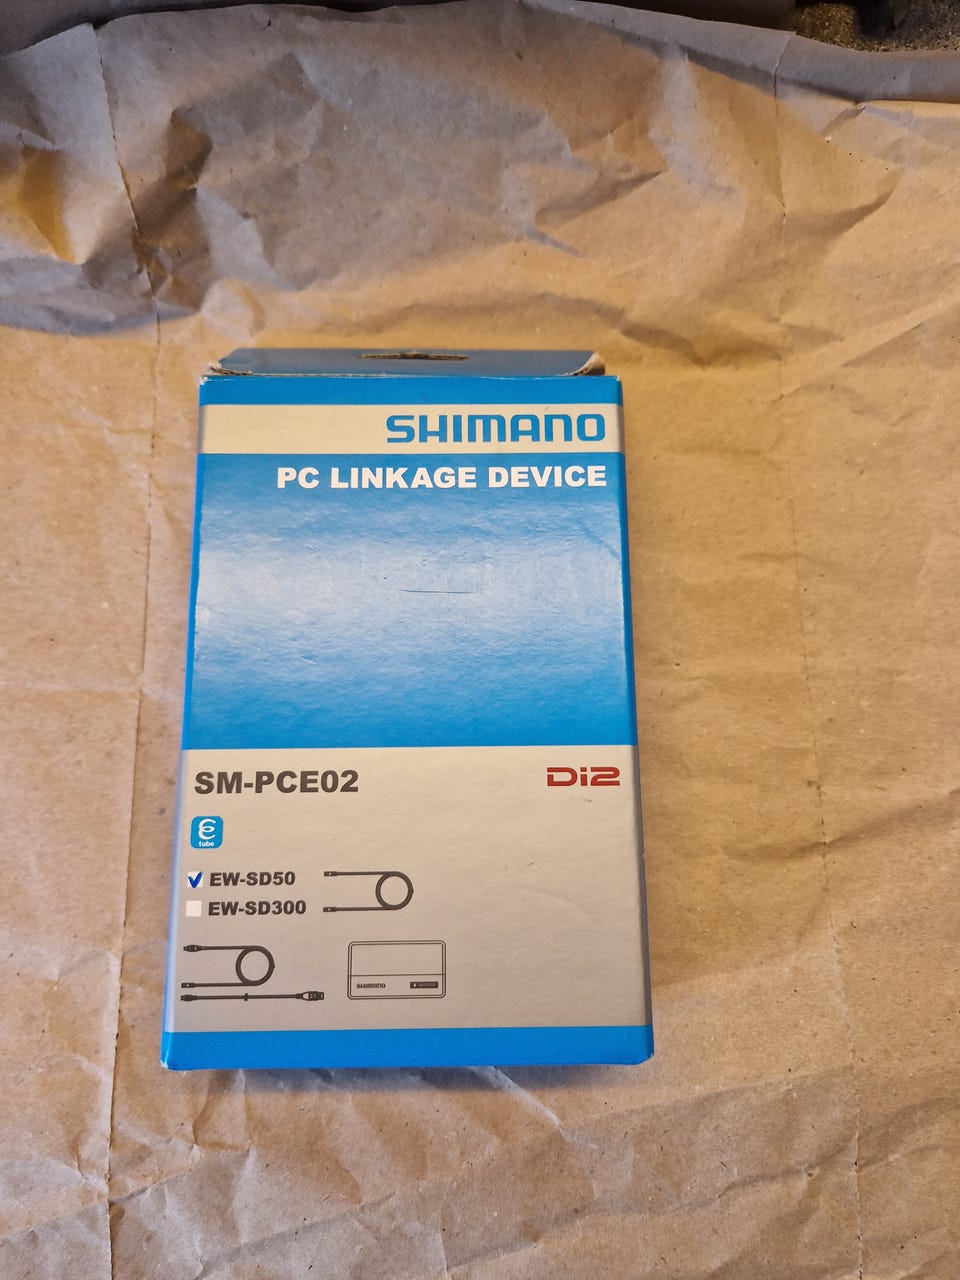 SHIMANO
PC LINKAGE DEVICE
SM-PCE02
Di2
tube
EW-SD50
EW-SD300
SHIMANO